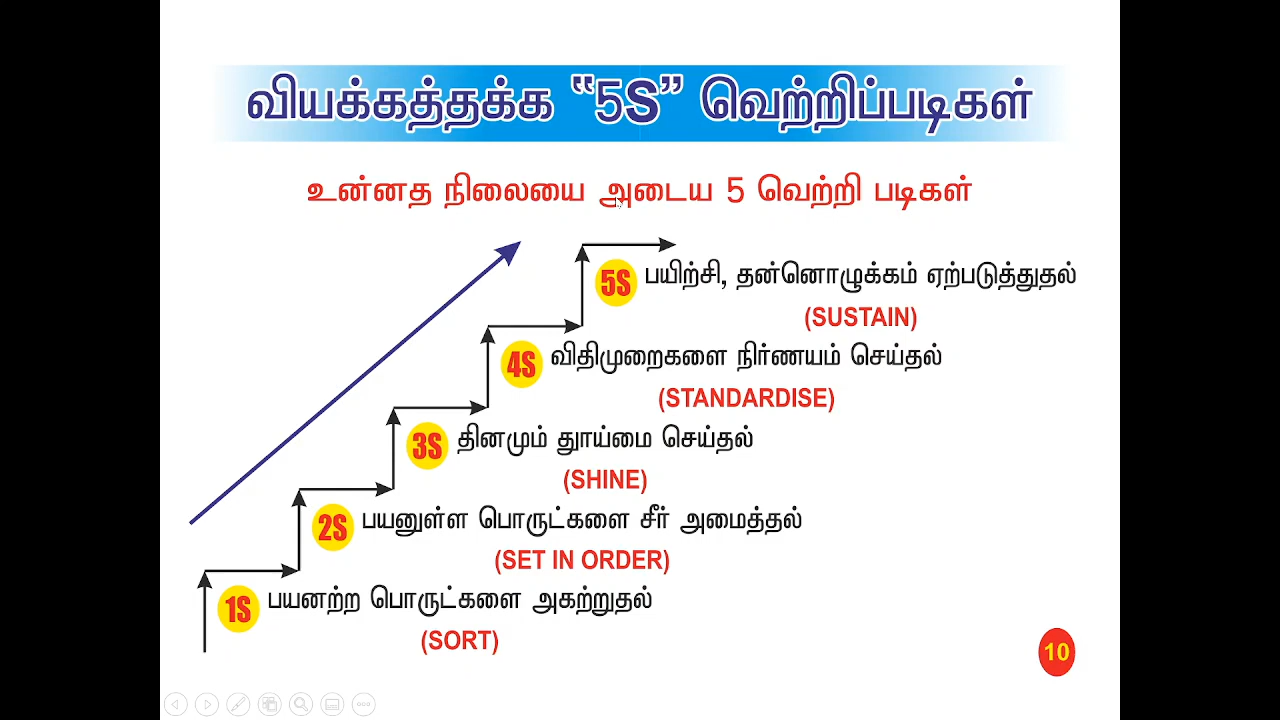 வியக்கத்தக்க “5S” வெற்றிப்படிகள்
உன்னத நிலையை அடைய 5 வெற்றி படிகள்
5S பயிற்சி, தன்னொழுக்கம் ஏற்படுத்துதல்
(SUSTAIN)
4S விதிமுறைகளை நிர்ணயம் செய்தல்
(STANDARDISE)
3S தினமும் தூய்மை செய்தல்
(SHINE)
2S பயனுள்ள பொருட்களை சீர் அமைத்தல்
(SET IN ORDER)
1S பயனற்ற பொருட்களை அகற்றுதல்
(SORT)
10